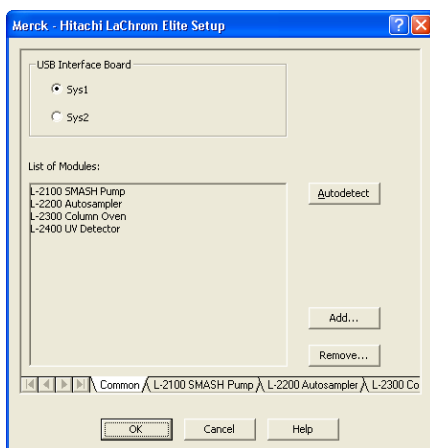 Merck - Hitachi LaChrom Elite Setup
USB Interface Board
Sys1
Sys2
List of Modules:
L-2100 SMASH Pump
L-2200 Autosampler
L-2300 Column Oven
L-2400 UV Detector
Autodetect
Add...
Remove...
Common L-2100 SMASH Pump L-2200 Autosampler L-2300 Co
OK Cancel Help